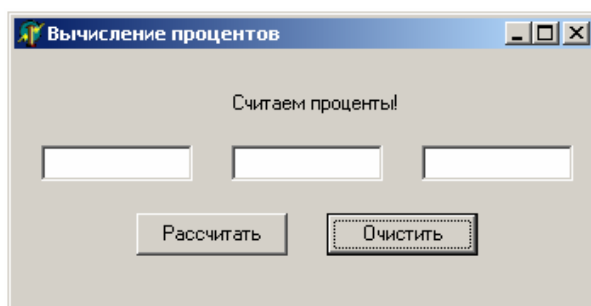 Вычисление процентов
Считаем проценты!
Рассчитать Очистить